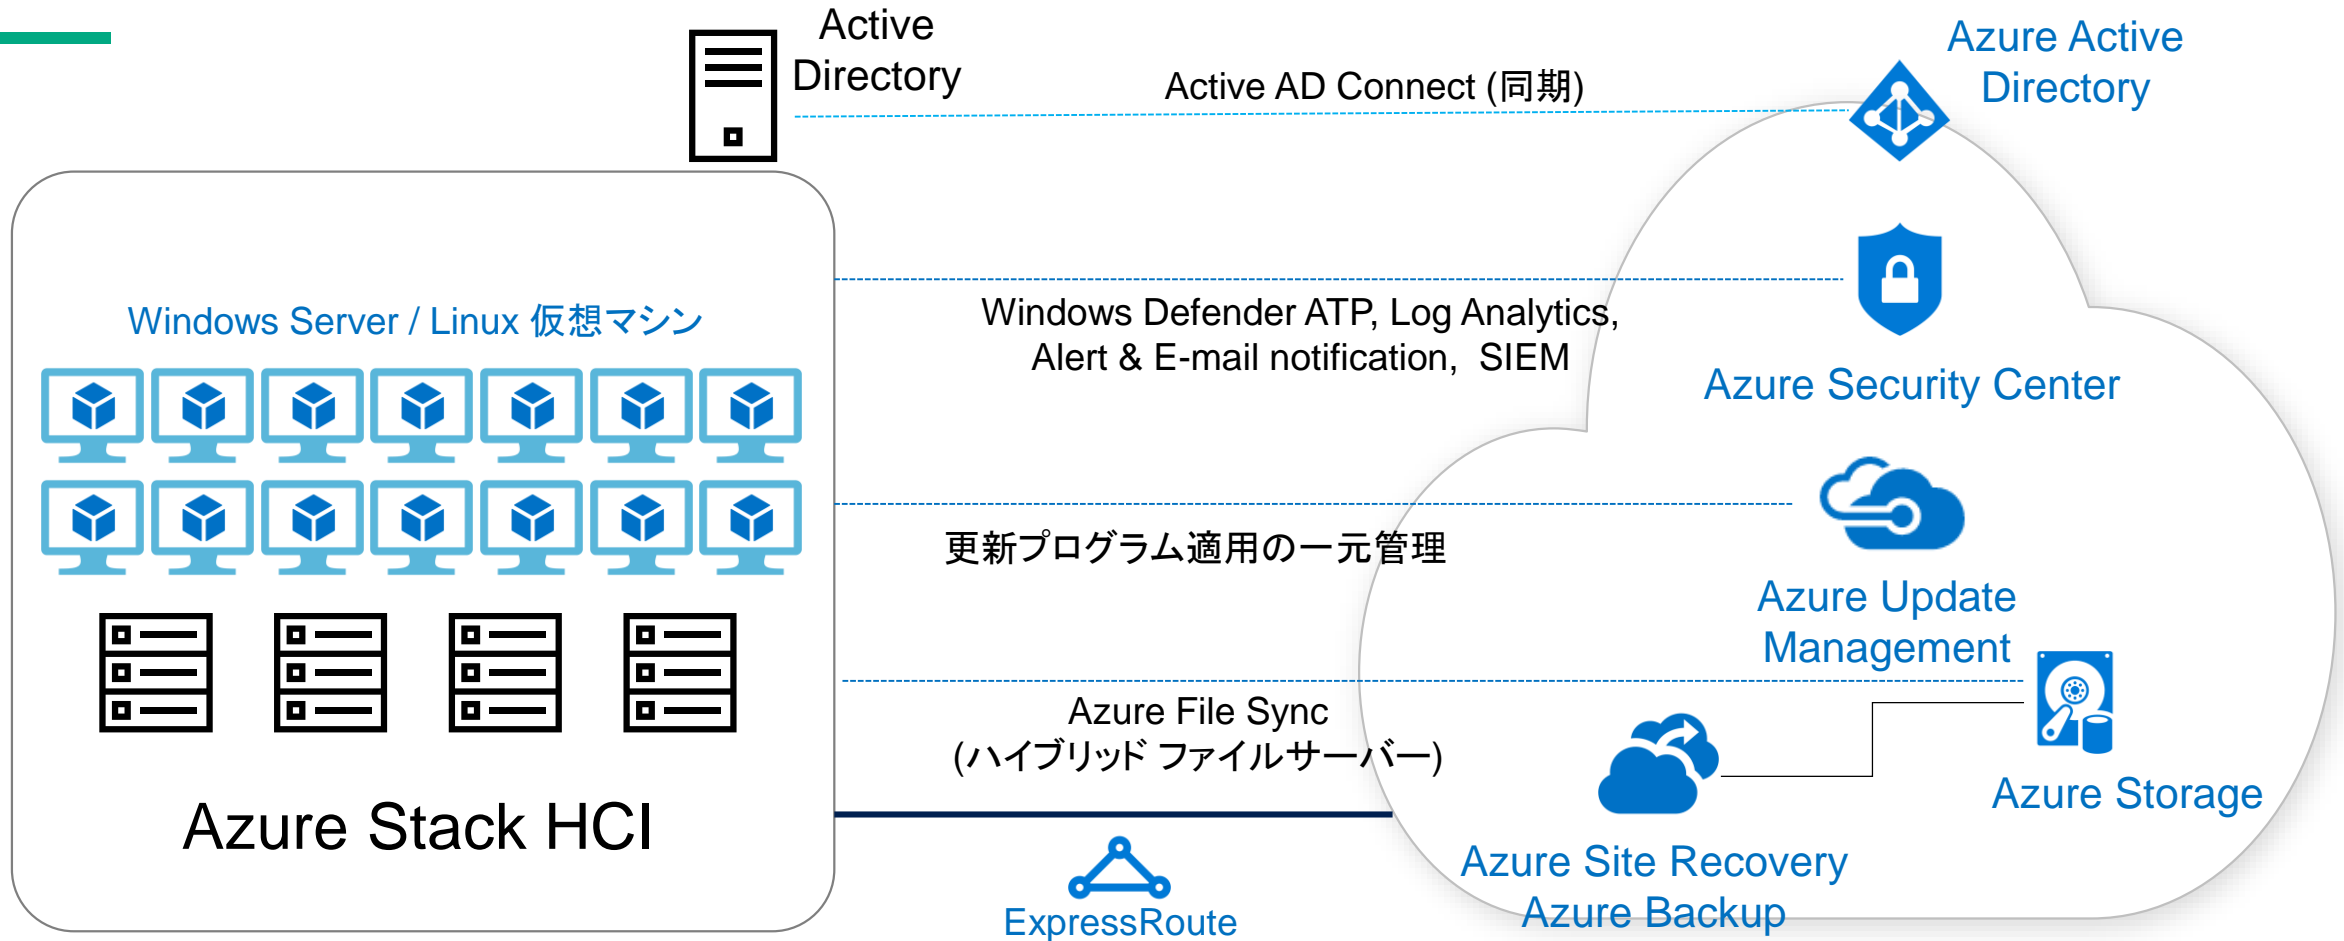 Active
Directory
Active AD Connect (同期)
Azure Active
Directory
Windows Server / Linux 仮想マシン
Windows Defender ATP, Log Analytics,
Alert & E-mail notification, SIEM
Azure Security Center
更新プログラム適用の一元管理
Azure Update
Management
Azure File Sync
(ハイブリッド ファイルサーバー)
Azure Storage
Azure Stack HCI
Azure Site Recovery
Azure Backup
ExpressRoute